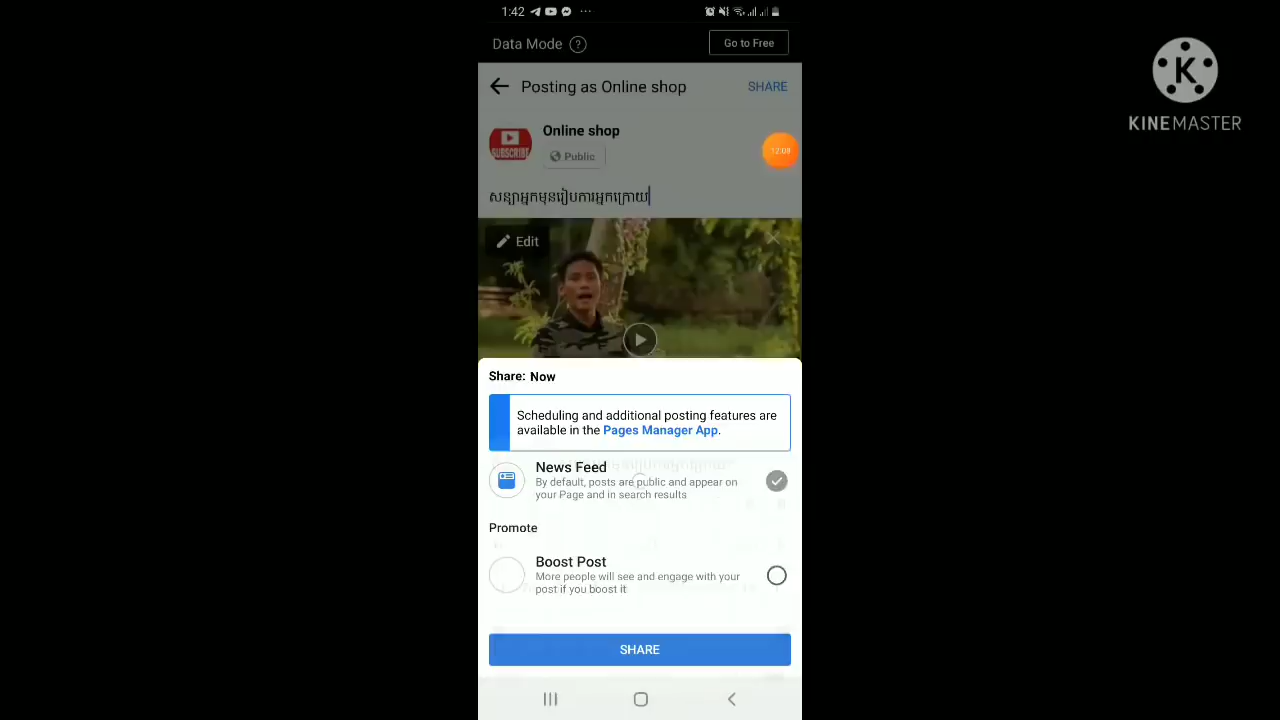 1:42
Data Mode ?
Go to Free
Posting as Online shop
SHARE
SUBSCRIBE
Online shop
Public
12:09
សន្យាអ្នកមុនរៀបការអ្នកក្រោយ
Edit
Share: Now
Scheduling and additional posting features are
available in the Pages Manager App.
News Feed
By default, posts are public and appear on
your Page and in search results
Promote
Boost Post
More people will see and engage with your
post if you boost it
SHARE
K
KINEMASTER